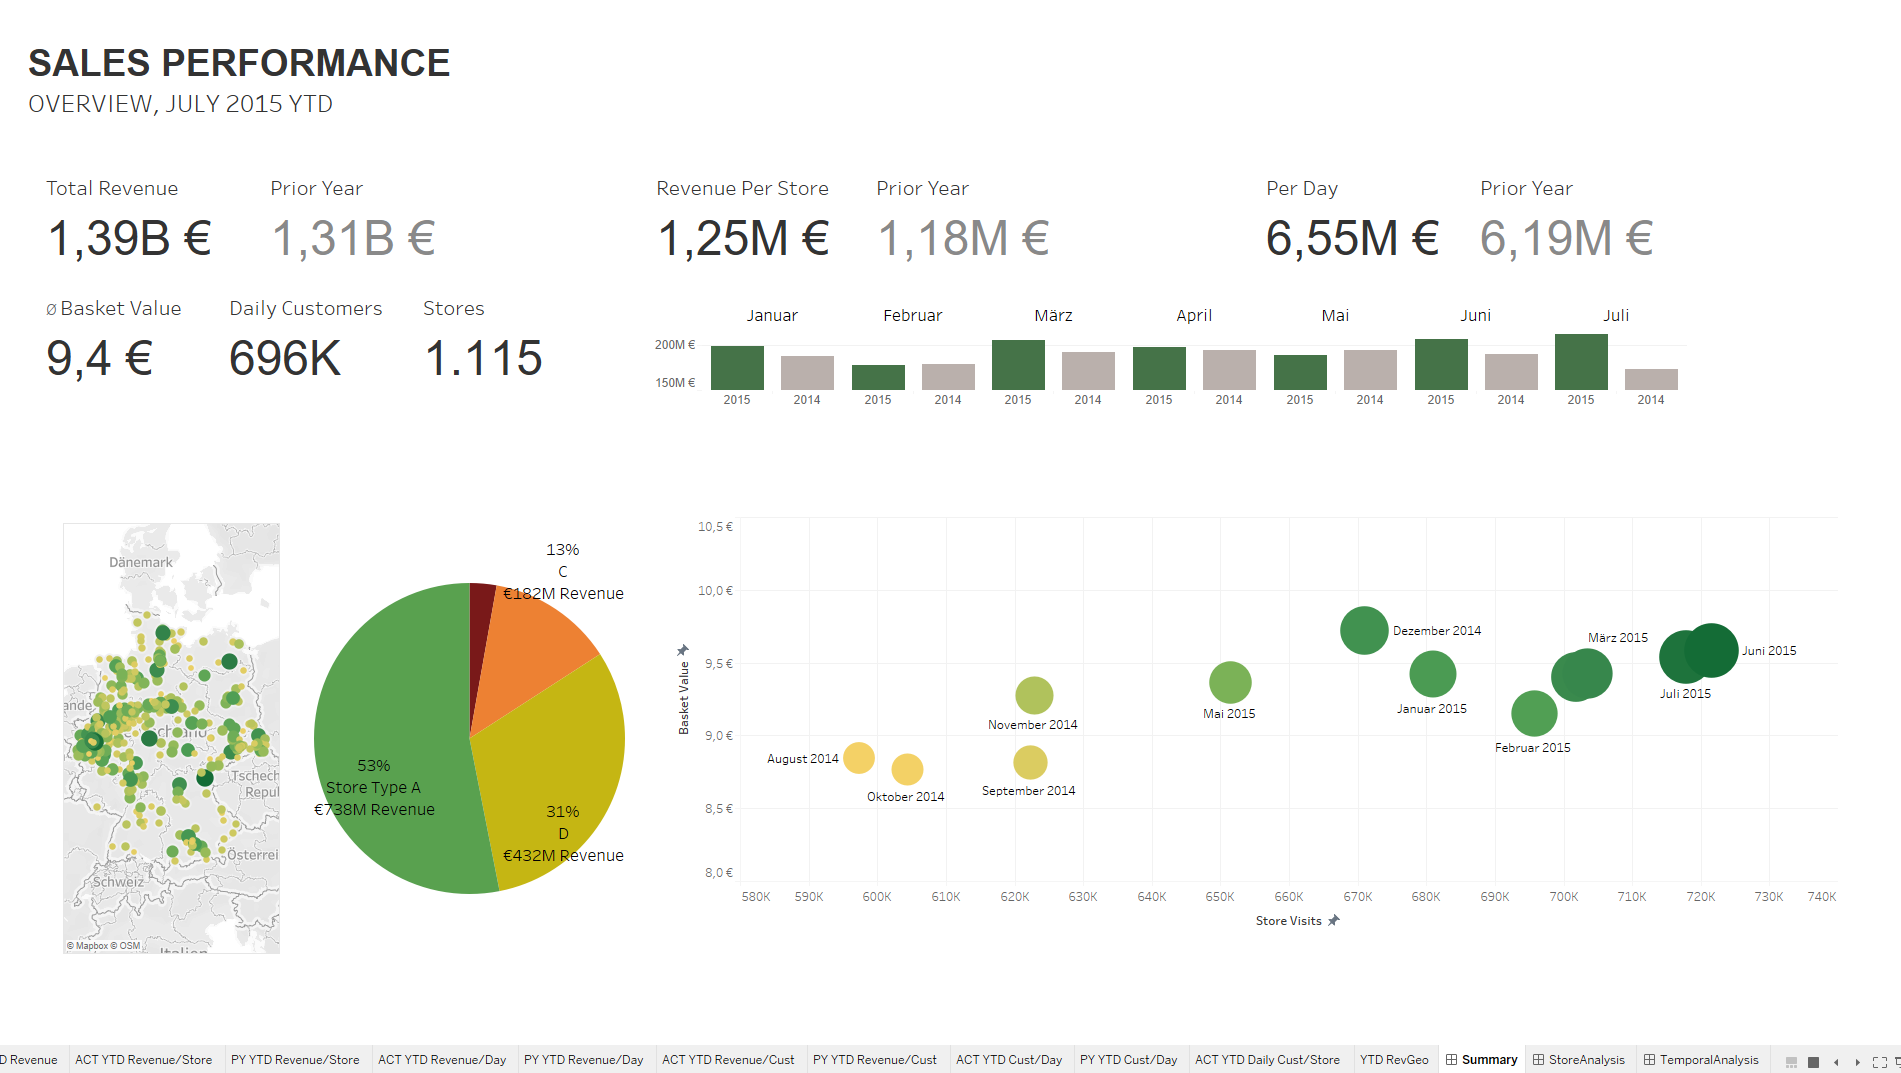 SALES PERFORMANCE
OVERVIEW, JULY 2015 YTD
Total Revenue
Prior Year
1,39B €
1,31B €
Revenue Per Store
Prior Year
1,25M €
1,18M €
Per Day
Prior Year
6,55M €
6,19M €
ø Basket Value
Daily Customers
Stores
9,4 €
696K
1.115
Januar
Februar
März
April
Mai
Juni
Juli
200M €
150M €
2015
2014
2015
2014
2015
2014
2015
2014
2015
2014
2015
2014
2015
2014
Dänemark
ande
Tschech
Republ
Österrei
Schweiz
© Mapbox © OSM
13%
C
€182M Revenue
53%
Store Type A
€738M Revenue
31%
D
€432M Revenue
10,5 €
10,0 €
9,5 €
9,0 €
8,5 €
8,0 €
Basket Value
Dezember 2014
März 2015
Juni 2015
Juli 2015
Januar 2015
Februar 2015
Mai 2015
November 2014
August 2014
Oktober 2014
September 2014
580K
590K
600K
610K
620K
630K
640K
650K
660K
670K
680K
690K
700K
710K
720K
730K
740K
Store Visits
D Revenue
ACT YTD Revenue/Store
PY YTD Revenue/Store
ACT YTD Revenue/Day
PY YTD Revenue/Day
ACT YTD Revenue/Cust
PY YTD Revenue/Cust
ACT YTD Cust/Day
PY YTD Cust/Day
ACT YTD Daily Cust/Store
YTD RevGeo
Summary
StoreAnalysis
TemporalAnalysis